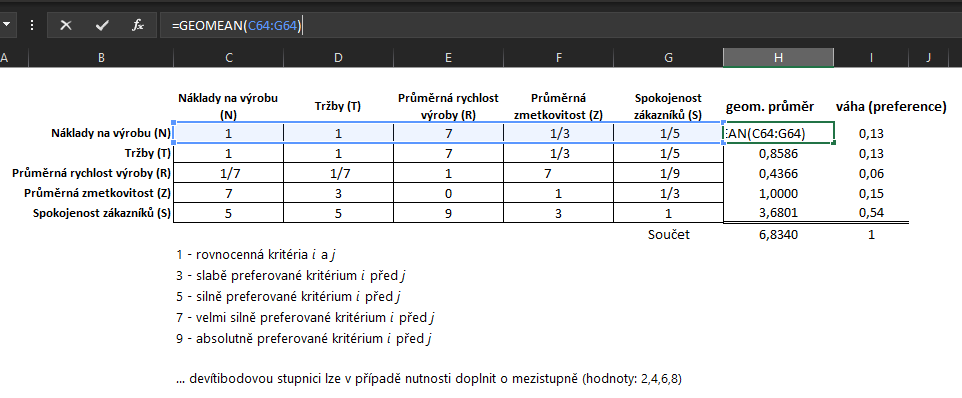 =GEOMEAN(C64:G64)
A B C D E F G H I J
Náklady na výrobu (N) Tržby (T) Průměrná rychlost výroby (R) Průměrná zmetkovitost (Z) Spokojenost zákazníků (S) geom. průměr váha (preference)
Náklady na výrobu (N) 1 1 7 1/3 1/5 :AN(C64:G64) 0,13
Tržby (T) 1 1 7 1/3 1/5 0,8586 0,13
Průměrná rychlost výroby (R) 1/7 1/7 1 7 1/9 0,4366 0,06
Průměrná zmetkovitost (Z) 7 3 0 1 1/3 1,0000 0,15
Spokojenost zákazníků (S) 5 5 9 3 1 3,6801 0,54
Součet 6,8340 1
1 - rovnocenná kritéria i a j
3 - slabě preferované kritérium i před j
5 - silně preferované kritérium i před j
7 - velmi silně preferované kritérium i před j
9 - absolutně preferované kritérium i před j
... devítibodovou stupnici lze v případě nutnosti doplnit o mezistupně (hodnoty: 2,4,6,8)